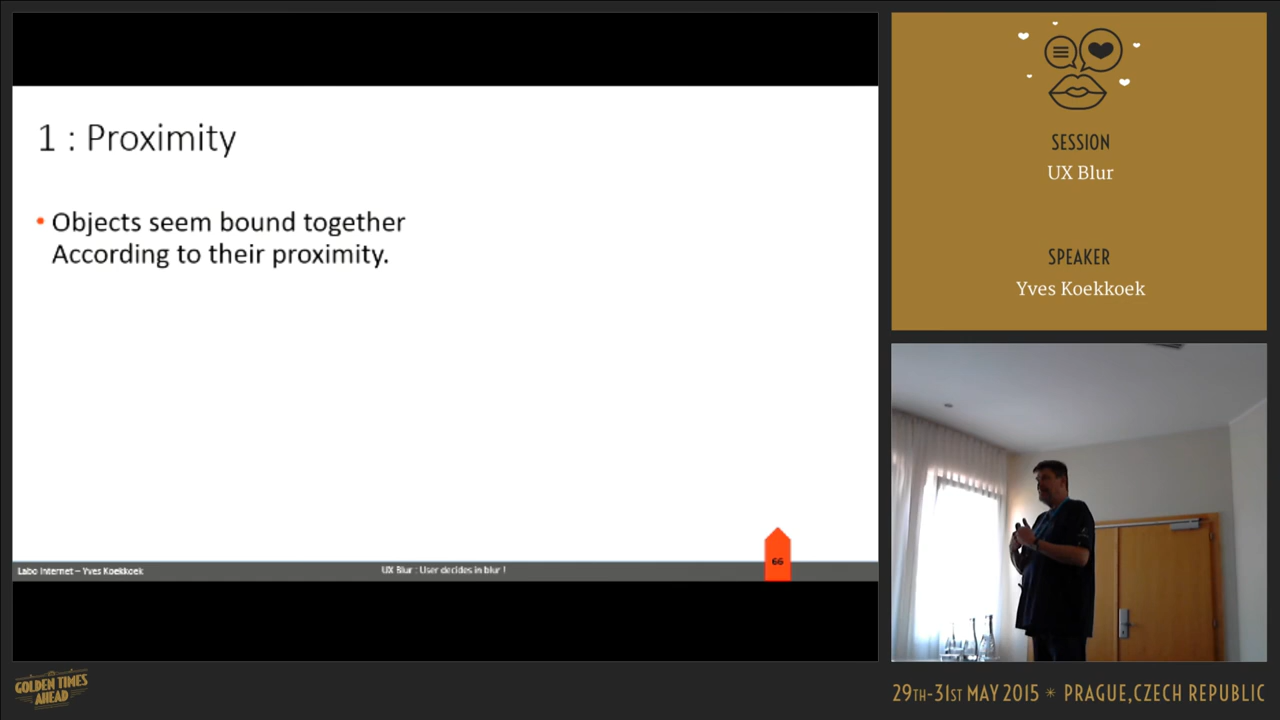 1 : Proximity
• Objects seem bound together
According to their proximity.
Labo Internet – Yves Koekkoek
UX Blur : User decides in blur !
66
SESSION
UX Blur
SPEAKER
Yves Koekkoek
GOLDEN TIMES
AHEAD
29TH-31ST MAY 2015 * PRAGUE, CZECH REPUBLIC